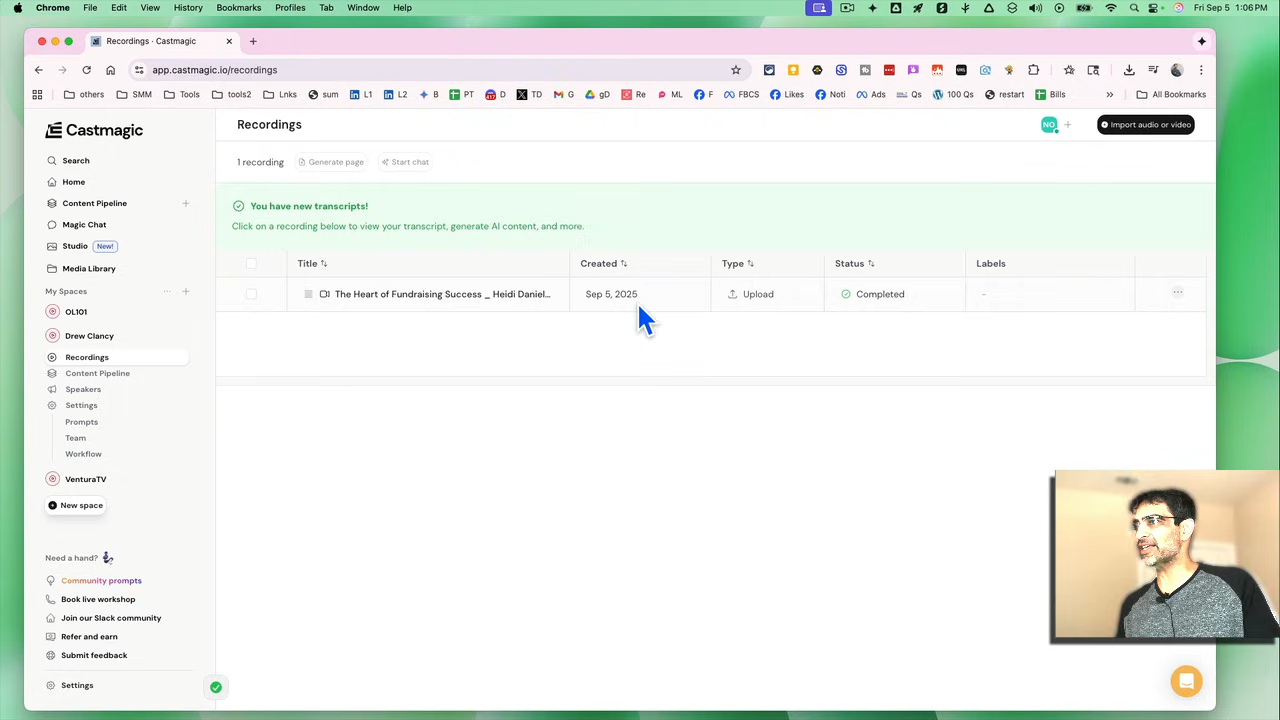 Chrome File Edit View History Bookmarks Profiles Tab Window Help Fri Sep 5 1:06 PM
Recordings · Castmagic
app.castmagic.io/recordings
others SMM Tools tools2 Lnks sum L1 L2 B PT D TD G gD Re ML F FBCS Likes Noti Ads Qs 100 Qs restart Bills » All Bookmarks
Castmagic
Search
Home
Content Pipeline
Magic Chat
Studio New!
Media Library
My Spaces
OL101
Drew Clancy
Recordings
Content Pipeline
Speakers
Settings
Prompts
Team
Workflow
VenturaTV
New space
Need a hand?
Community prompts
Book live workshop
Join our Slack community
Refer and earn
Submit feedback
Settings
Recordings
NO
Import audio or video
1 recording Generate page Start chat
You have new transcripts!
Click on a recording below to view your transcript, generate AI content, and more.
Title Created Type Status Labels
The Heart of Fundraising Success _ Heidi Daniel... Sep 5, 2025 Upload Completed -